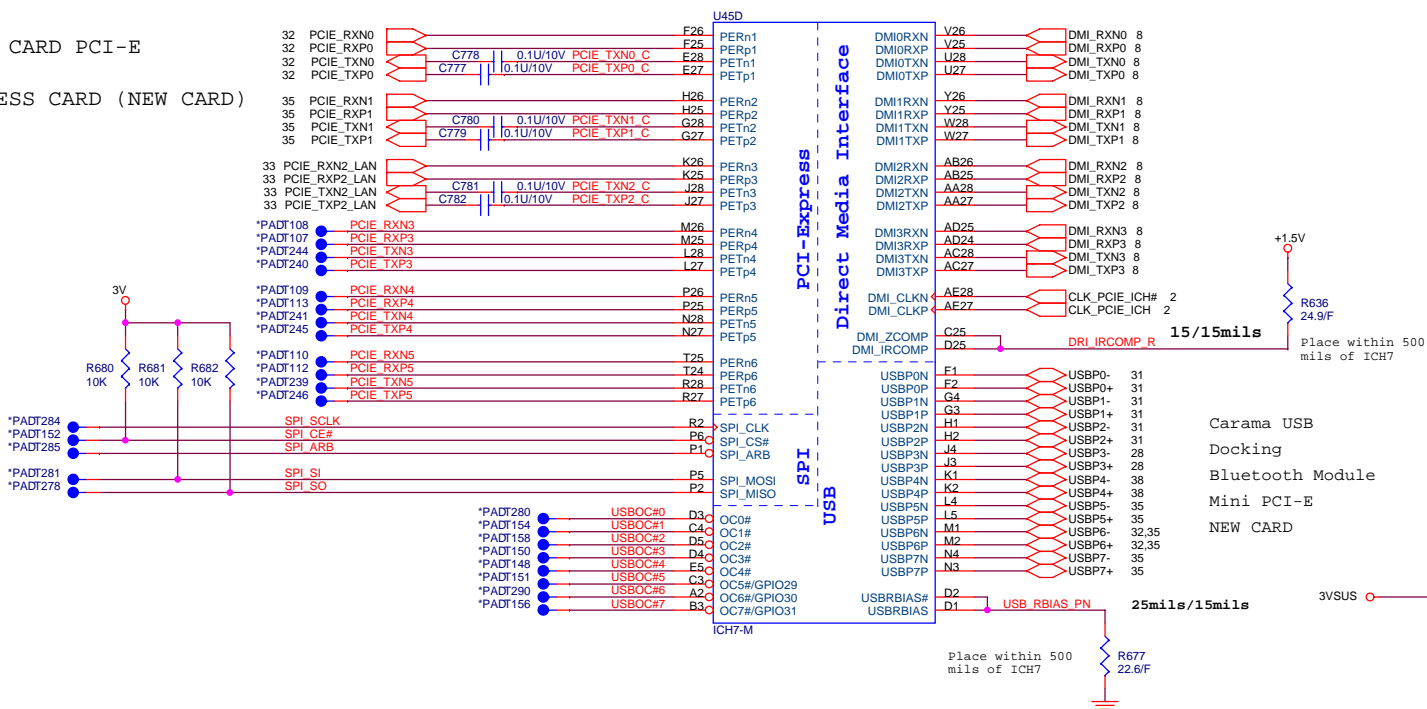 U45D
CARD PCI-E
ESS CARD (NEW CARD)
32 PCIE_RXN0 F26 PERn1
32 PCIE_RXP0 F25 PERp1
32 PCIE_TXN0 C778 0.1U/10V PCIE_TXN0_C E28 PETn1
32 PCIE_TXP0 C777 0.1U/10V PCIE_TXP0_C E27 PETp1
35 PCIE_RXN1 H26 PERn2
35 PCIE_RXP1 H25 PERp2
35 PCIE_TXN1 C780 0.1U/10V PCIE_TXN1_C G28 PETn2
35 PCIE_TXP1 C779 0.1U/10V PCIE_TXP1_C G27 PETp2
33 PCIE_RXN2_LAN K26 PERn3
33 PCIE_RXP2_LAN K25 PERp3
33 PCIE_TXN2_LAN C781 0.1U/10V PCIE_TXN2_C J28 PETn3
33 PCIE_TXP2_LAN C782 0.1U/10V PCIE_TXP2_C J27 PETp3
*PADT108 PCIE_RXN3 M26 PERn4
*PADT107 PCIE_RXP3 M25 PERp4
*PADT244 PCIE_TXN3 L28 PETn4
*PADT240 PCIE_TXP3 L27 PETp4
*PADT109 PCIE_RXN4 P26 PERn5
*PADT113 PCIE_RXP4 P25 PERp5
*PADT241 PCIE_TXN4 N28 PETn5
*PADT245 PCIE_TXP4 N27 PETp5
*PADT110 PCIE_RXN5 T25 PERn6
*PADT112 PCIE_RXP5 T24 PERp6
*PADT239 PCIE_TXN5 R28 PETn6
*PADT246 PCIE_TXP5 R27 PETp6
3V
R680 R681 R682
10K 10K 10K
*PADT284 SPI_SCLK R2 SPI_CLK
*PADT152 SPI_CE# P6 SPI_CS#
*PADT285 SPI_ARB P1 SPI_ARB
*PADT281 SPI_SI P5 SPI_MOSI
*PADT278 SPI_SO P2 SPI_MISO
*PADT280 USBOC#0 D3 OC0#
*PADT154 USBOC#1 C4 OC1#
*PADT158 USBOC#2 D5 OC2#
*PADT150 USBOC#3 D4 OC3#
*PADT148 USBOC#4 E5 OC4#
*PADT151 USBOC#5 C3 OC5#/GPIO29
*PADT290 USBOC#6 A2 OC6#/GPIO30
*PADT156 USBOC#7 B3 OC7#/GPIO31
ICH7-M
PCI-Express
Direct Media Interface
SPI
USB
DMI0RXN V26 DMI_RXN0 8
DMI0RXP V25 DMI_RXP0 8
DMI0TXN U28 DMI_TXN0 8
DMI0TXP U27 DMI_TXP0 8
DMI1RXN Y26 DMI_RXN1 8
DMI1RXP Y25 DMI_RXP1 8
DMI1TXN W28 DMI_TXN1 8
DMI1TXP W27 DMI_TXP1 8
DMI2RXN AB26 DMI_RXN2 8
DMI2RXP AB25 DMI_RXP2 8
DMI2TXN AA28 DMI_TXN2 8
DMI2TXP AA27 DMI_TXP2 8
DMI3RXN AD25 DMI_RXN3 8
DMI3RXP AD24 DMI_RXP3 8
DMI3TXN AC28 DMI_TXN3 8
DMI3TXP AC27 DMI_TXP3 8
DMI_CLKN AE28 CLK_PCIE_ICH# 2
DMI_CLKP AE27 CLK_PCIE_ICH 2
DMI_ZCOMP C25
DMI_IRCOMP D25 DRI_IRCOMP_R 15/15mils
+1.5V
R636
24.9/F
Place within 500
mils of ICH7
USBP0N F1 USBP0- 31
USBP0P F2 USBP0+ 31
USBP1N G4 USBP1- 31
USBP1P G3 USBP1+ 31
USBP2N H1 USBP2- 31
USBP2P H2 USBP2+ 31
USBP3N J4 USBP3- 28
USBP3P J3 USBP3+ 28
USBP4N K1 USBP4- 38
USBP4P K2 USBP4+ 38
USBP5N L4 USBP5- 35
USBP5P L5 USBP5+ 35
USBP6N M1 USBP6- 32,35
USBP6P M2 USBP6+ 32,35
USBP7N N4 USBP7- 35
USBP7P N3 USBP7+ 35
Carama USB
Docking
Bluetooth Module
Mini PCI-E
NEW CARD
USBRBIAS# D2
USBRBIAS D1 USB_RBIAS_PN 25mils/15mils
3VSUS
Place within 500
mils of ICH7
R677
22.6/F